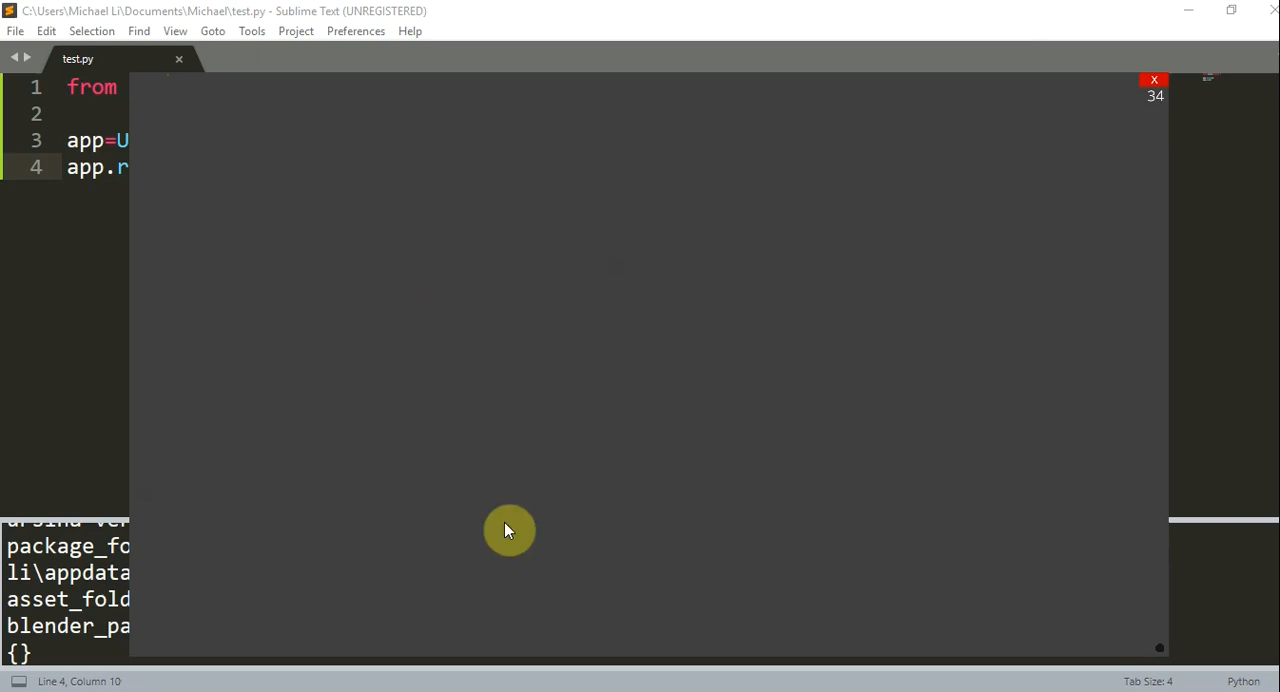 C:\Users\Michael Li\Documents\Michael\test.py - Sublime Text (UNREGISTERED)
File Edit Selection Find View Goto Tools Project Preferences Help
test.py
X
34
1 from
2
3 app=U
4 app.r
package_fo
li\appdata
asset_fold
blender_pa
{}
Line 4, Column 10 Tab Size: 4 Python